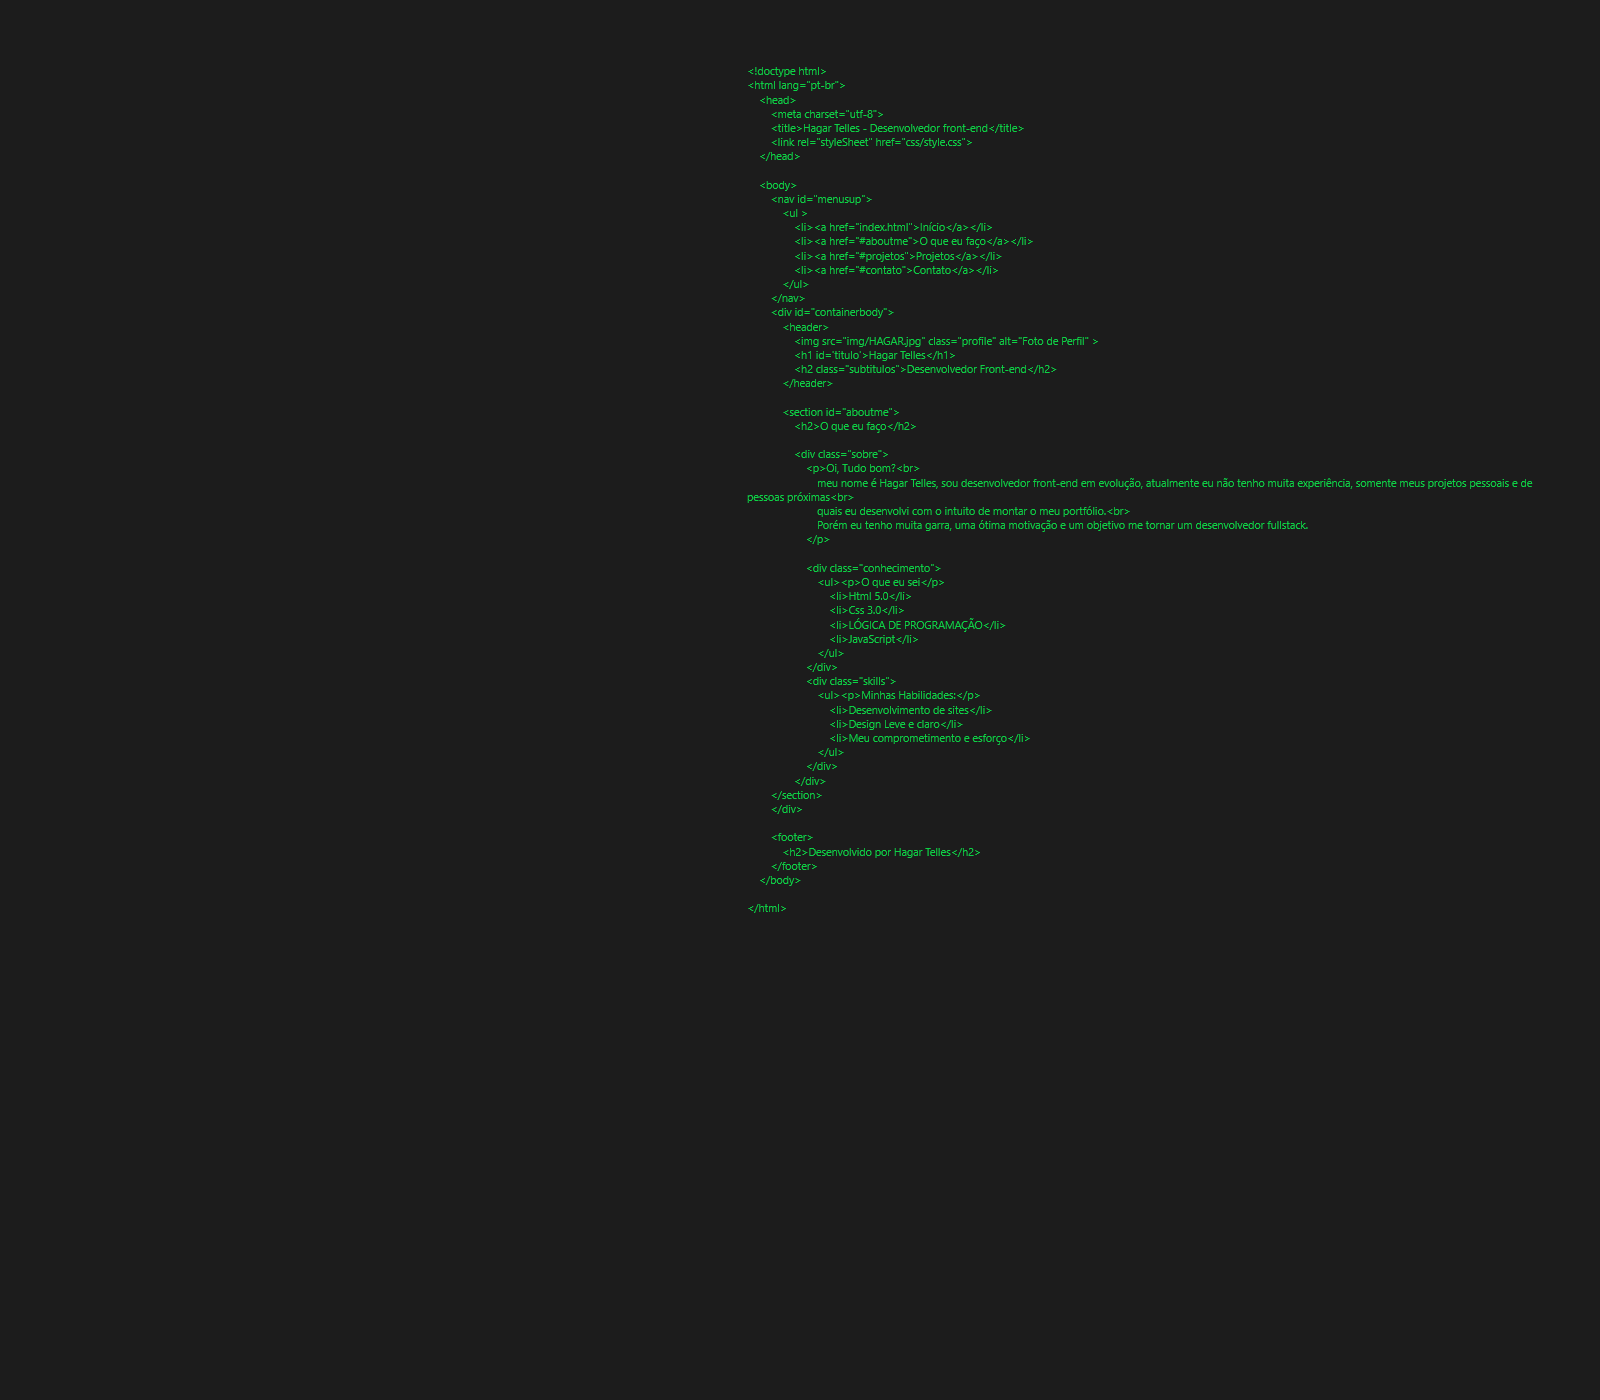 <!doctype html>
<html lang="pt-br">
<head>
<meta charset="utf-8">
<title>Hagar Telles - Desenvolvedor front-end</title>
<link rel="styleSheet" href="css/style.css">
</head>
<body>
<nav id="menusup">
<ul >
<li><a href="index.html">Início</a></li>
<li><a href="#aboutme">O que eu faço</a></li>
<li><a href="#projetos">Projetos</a></li>
<li><a href="#contato">Contato</a></li>
</ul>
</nav>
<div id="containerbody">
<header>
<img src="img/HAGAR.jpg" class="profile" alt="Foto de Perfil" >
<h1 id='titulo'>Hagar Telles</h1>
<h2 class="subtitulos">Desenvolvedor Front-end</h2>
</header>
<section id="aboutme">
<h2>O que eu faço</h2>
<div class="sobre">
<p>Oi, Tudo bom?<br>
meu nome é Hagar Telles, sou desenvolvedor front-end em evolução, atualmente eu não tenho muita experiência, somente meus projetos pessoais e de
pessoas próximas<br>
quais eu desenvolvi com o intuito de montar o meu portfólio.<br>
Porém eu tenho muita garra, uma ótima motivação e um objetivo me tornar um desenvolvedor fullstack.
</p>
<div class="conhecimento">
<ul><p>O que eu sei</p>
<li>Html 5.0</li>
<li>Css 3.0</li>
<li>LÓGICA DE PROGRAMAÇÃO</li>
<li>JavaScript</li>
</ul>
</div>
<div class="skills">
<ul><p>Minhas Habilidades:</p>
<li>Desenvolvimento de sites</li>
<li>Design Leve e claro</li>
<li>Meu comprometimento e esforço</li>
</ul>
</div>
</div>
</section>
</div>
<footer>
<h2>Desenvolvido por Hagar Telles</h2>
</footer>
</body>
</html>